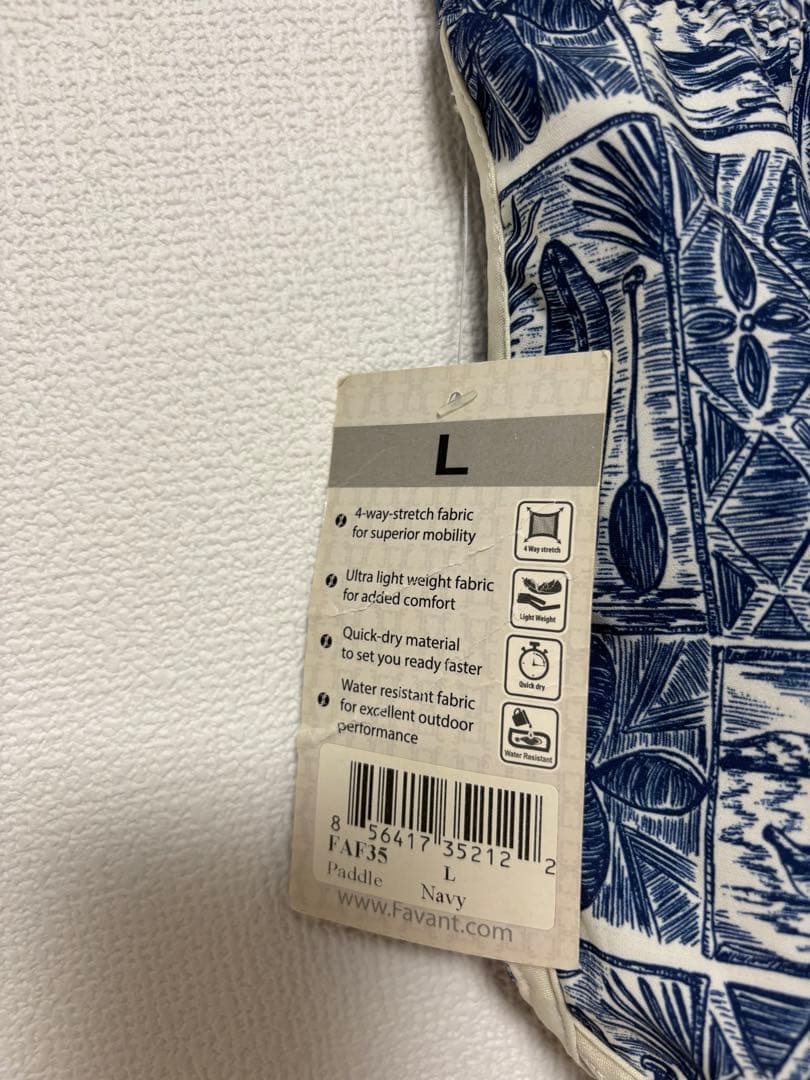 L
4-way-stretch fabric
for superior mobility
4 Way stretch
Ultra light weight fabric
for added comfort
Light Weight
Quick-dry material
to set you ready faster
Quick dry
Water resistant fabric
for excellent outdoor
performance
Water Resistant
8 56417 35212 2
FAF35 L
Paddle Navy
www.Favant.com